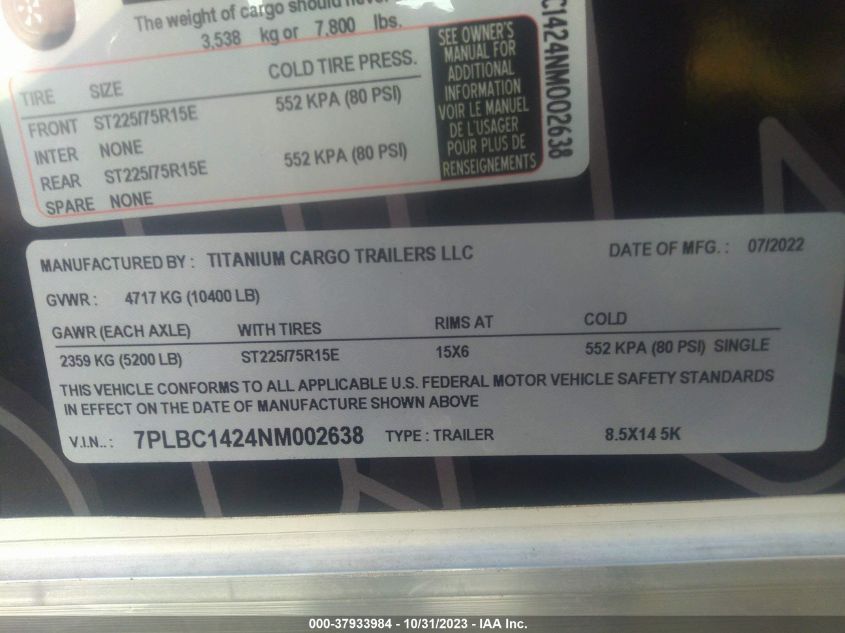 The weight of cargo should never
3,538 kg or 7,800 lbs.
TIRE SIZE COLD TIRE PRESS.
FRONT ST225/75R15E 552 KPA (80 PSI)
INTER NONE
REAR ST225/75R15E 552 KPA (80 PSI)
SPARE NONE
SEE OWNER'S
MANUAL FOR
ADDITIONAL
INFORMATION
VOIR LE MANUEL
DE L'USAGER
POUR PLUS DE
RENSEIGNEMENTS
C1424NM002638
MANUFACTURED BY : TITANIUM CARGO TRAILERS LLC DATE OF MFG. : 07/2022
GVWR : 4717 KG (10400 LB)
GAWR (EACH AXLE) WITH TIRES RIMS AT COLD
2359 KG (5200 LB) ST225/75R15E 15X6 552 KPA (80 PSI) SINGLE
THIS VEHICLE CONFORMS TO ALL APPLICABLE U.S. FEDERAL MOTOR VEHICLE SAFETY STANDARDS
IN EFFECT ON THE DATE OF MANUFACTURE SHOWN ABOVE
V.I.N..: 7PLBC1424NM002638 TYPE : TRAILER 8.5X14 5K
000-37933984 - 10/31/2023 - IAA Inc.